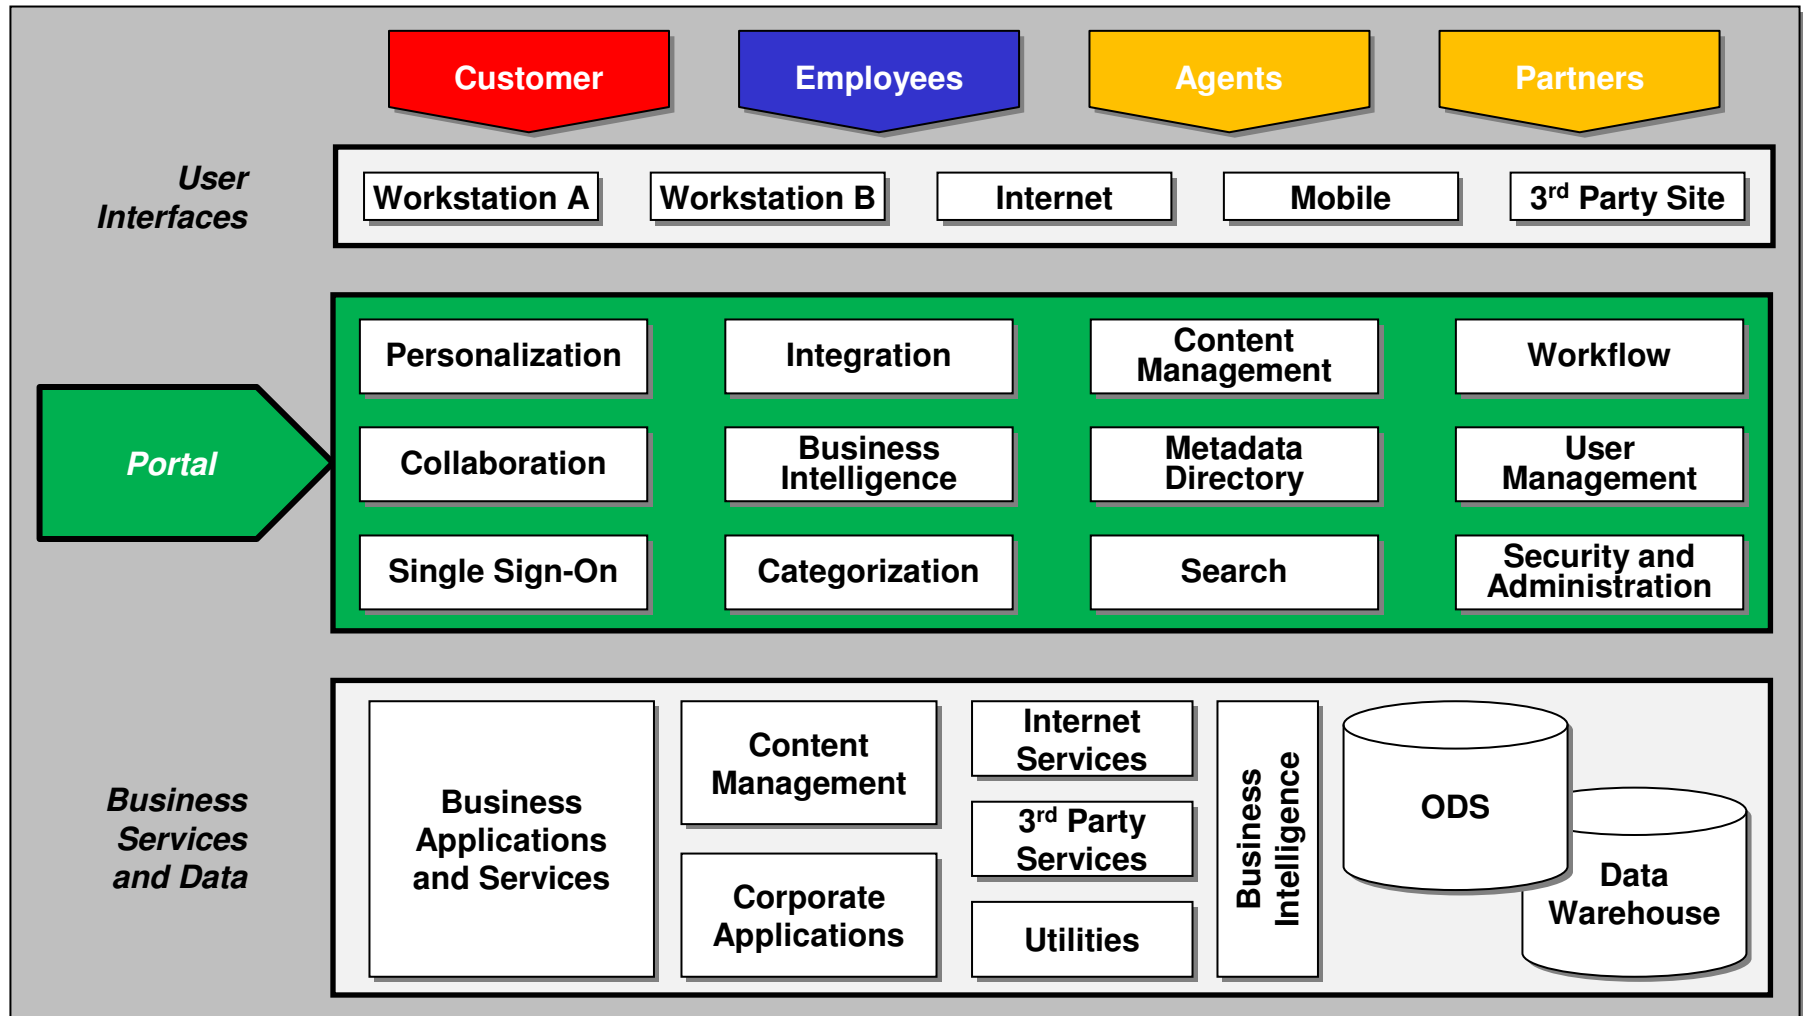 Customer
Employees
Agents
Partners
User
Interfaces
Workstation A
Workstation B
Internet
Mobile
3rd Party Site
Portal
Personalization
Integration
Content
Management
Workflow
Collaboration
Business
Intelligence
Metadata
Directory
User
Management
Single Sign-On
Categorization
Search
Security and
Administration
Business
Services
and Data
Business
Applications
and Services
Content
Management
Corporate
Applications
Internet
Services
3rd Party
Services
Utilities
Business
Intelligence
ODS
Data
Warehouse